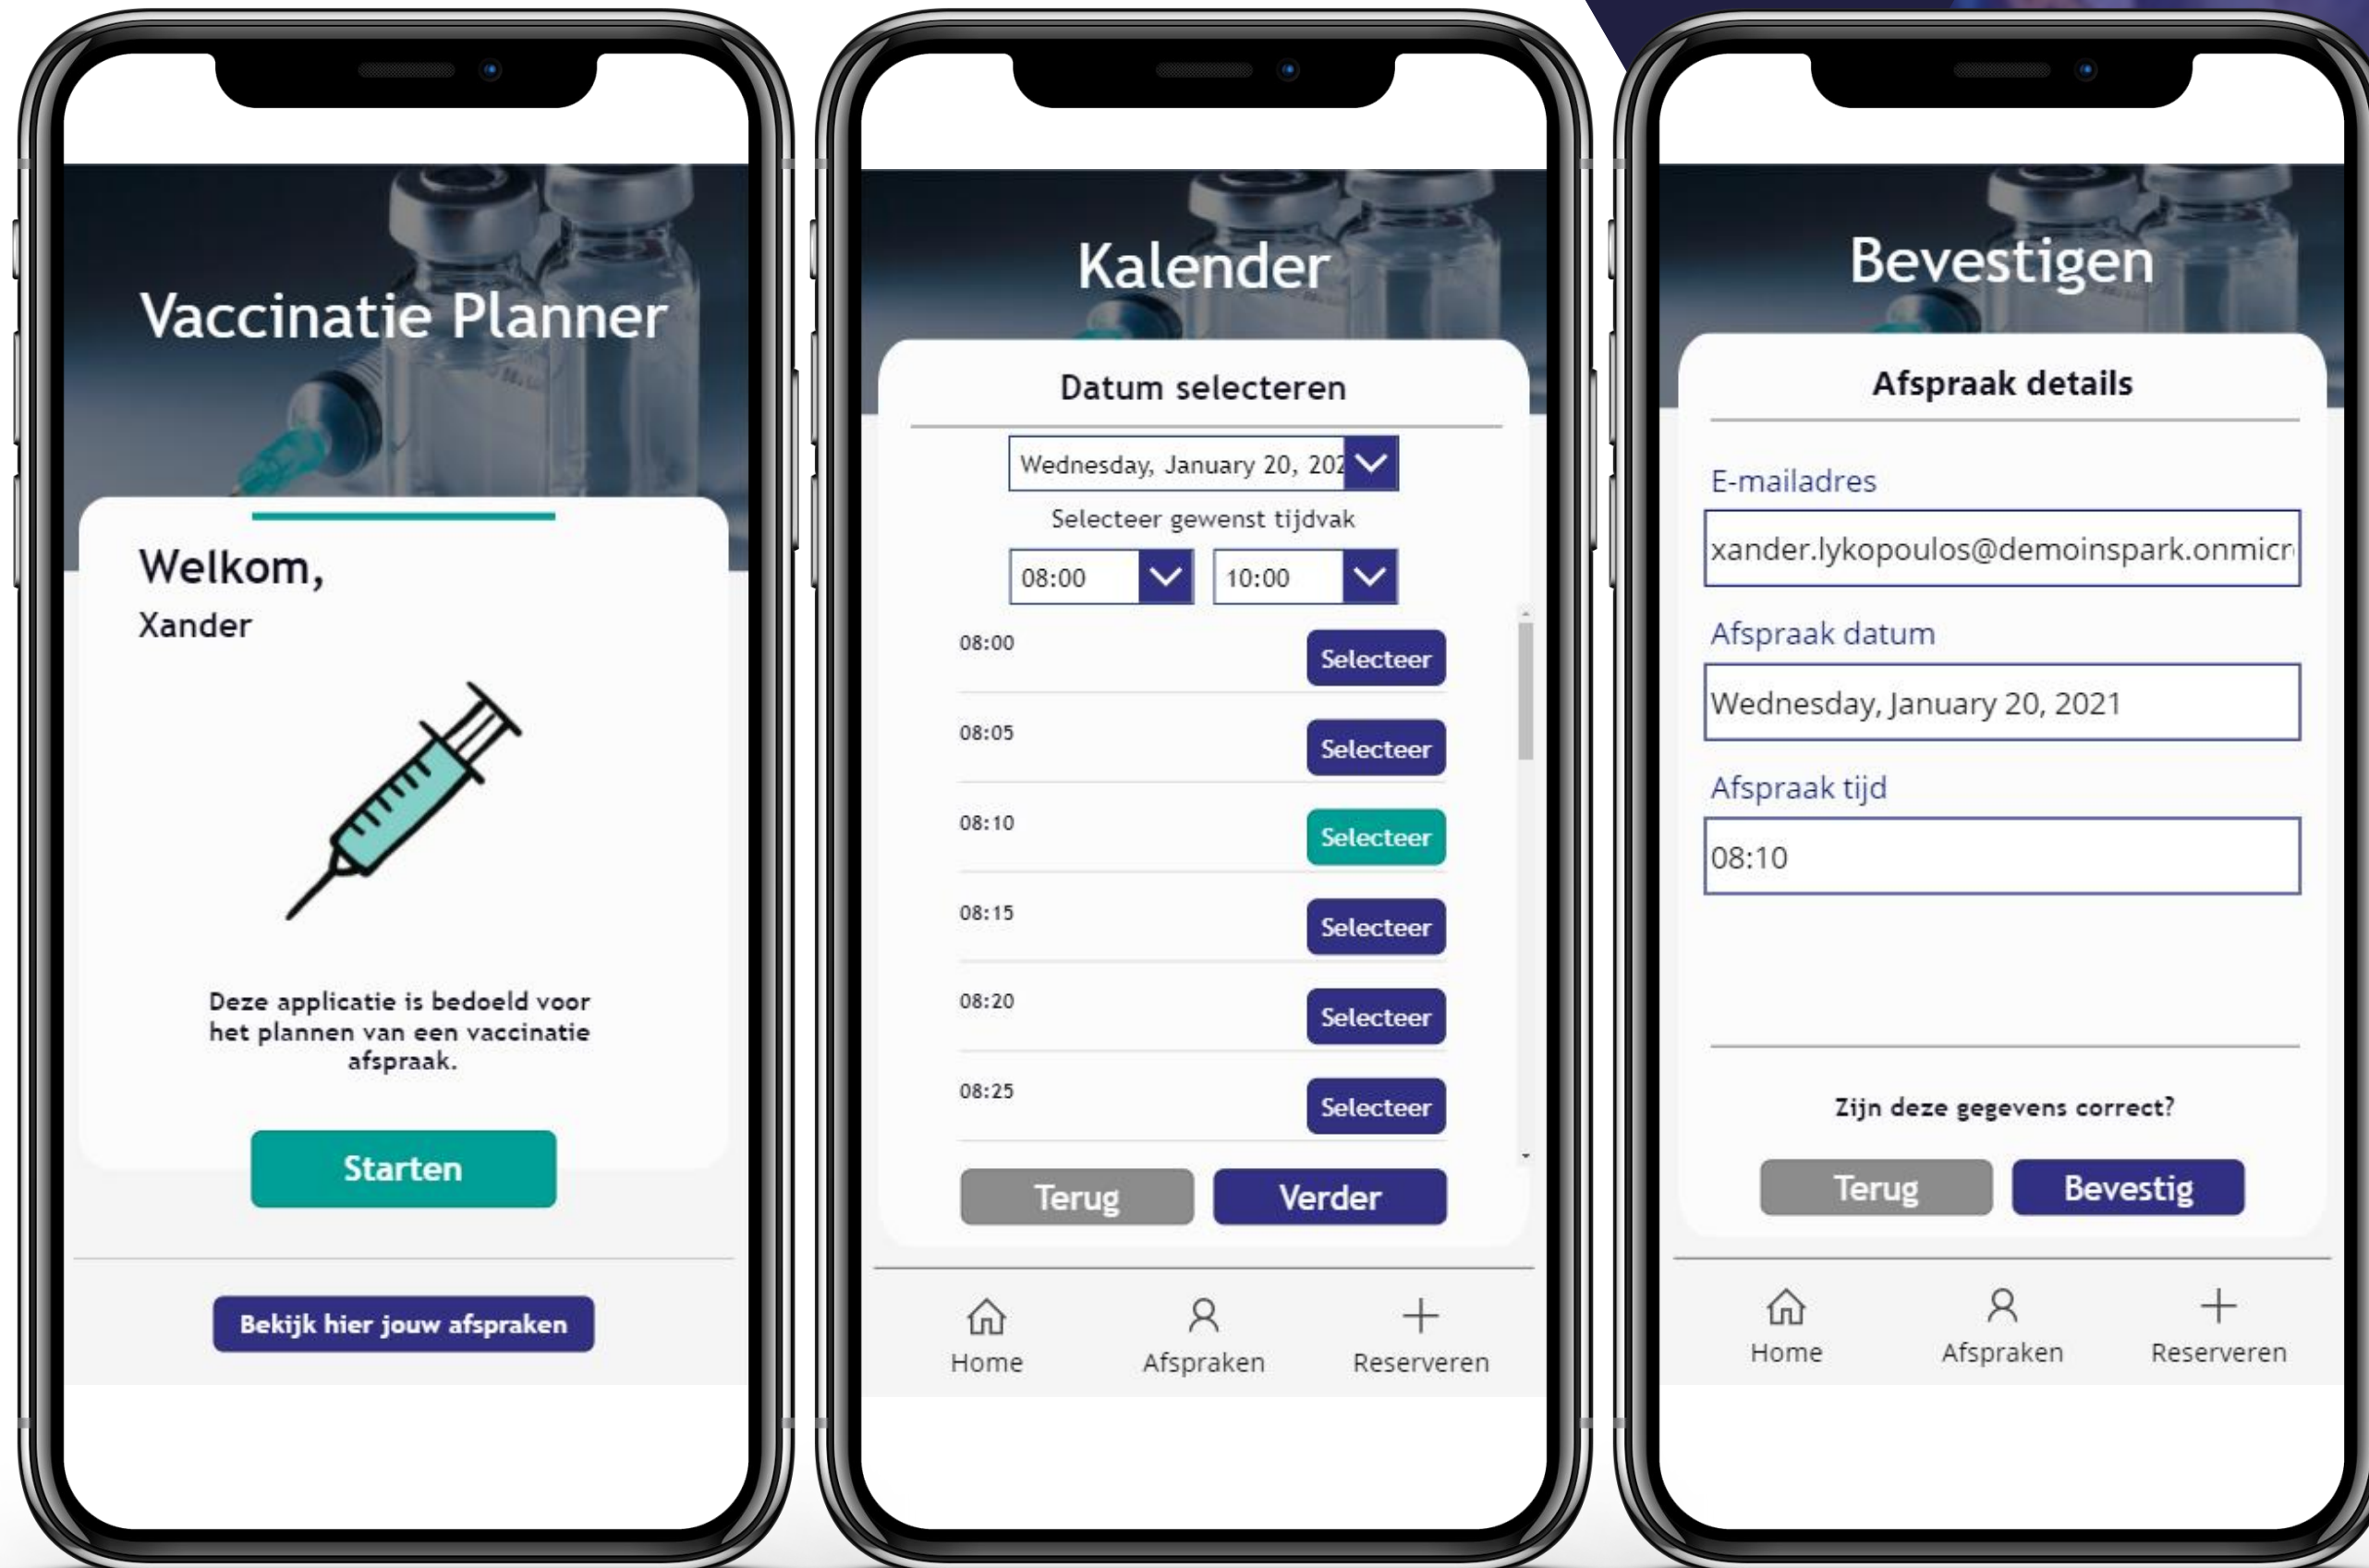 Vaccinatie Planner
Welkom,
Xander
Deze applicatie is bedoeld voor
het plannen van een vaccinatie
afspraak.
Starten
Bekijk hier jouw afspraken
Kalender
Datum selecteren
Wednesday, January 20, 202
Selecteer gewenst tijdvak
08:00 10:00
08:00 Selecteer
08:05 Selecteer
08:10 Selecteer
08:15 Selecteer
08:20 Selecteer
08:25 Selecteer
Terug Verder
Home Afspraken Reserveren
Bevestigen
Afspraak details
E-mailadres
xander.lykopoulos@demoinspark.onmicr
Afspraak datum
Wednesday, January 20, 2021
Afspraak tijd
08:10
Zijn deze gegevens correct?
Terug Bevestig
Home Afspraken Reserveren